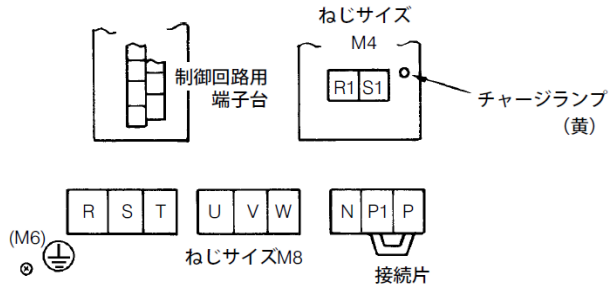 ねじサイズ
M4
制御回路用
端子台
R1 S1
チャージランプ
(黄)
R S T
U V W
N P1 P
(M6)
ねじサイズM8
接続片